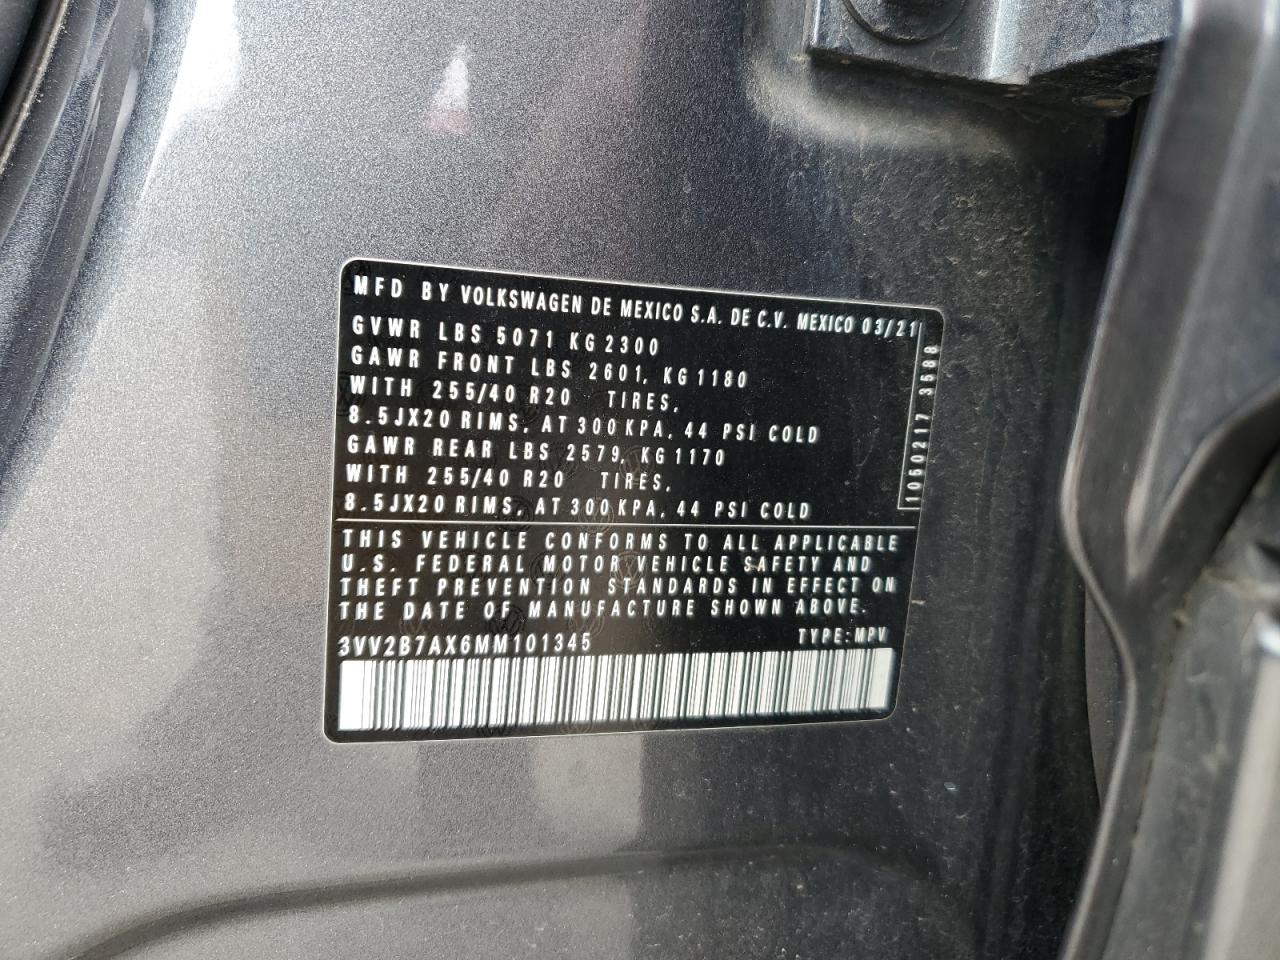 MFD BY VOLKSWAGEN DE MEXICO S.A. DE C.V. MEXICO 03/21
GVWR LBS 5071 KG 2300
GAWR FRONT LBS 2601, KG 1180
WITH 255/40 R20 TIRES,
8.5JX20 RIMS, AT 300 KPA, 44 PSI COLD
GAWR REAR LBS 2579, KG 1170
WITH 255/40 R20 TIRES,
8.5JX20 RIMS, AT 300 KPA, 44 PSI COLD
1050217 3588
THIS VEHICLE CONFORMS TO ALL APPLICABLE
U.S. FEDERAL MOTOR VEHICLE SAFETY AND
THEFT PREVENTION STANDARDS IN EFFECT ON
THE DATE OF MANUFACTURE SHOWN ABOVE.
3VV2B7AX6MM101345 TYPE: MPV